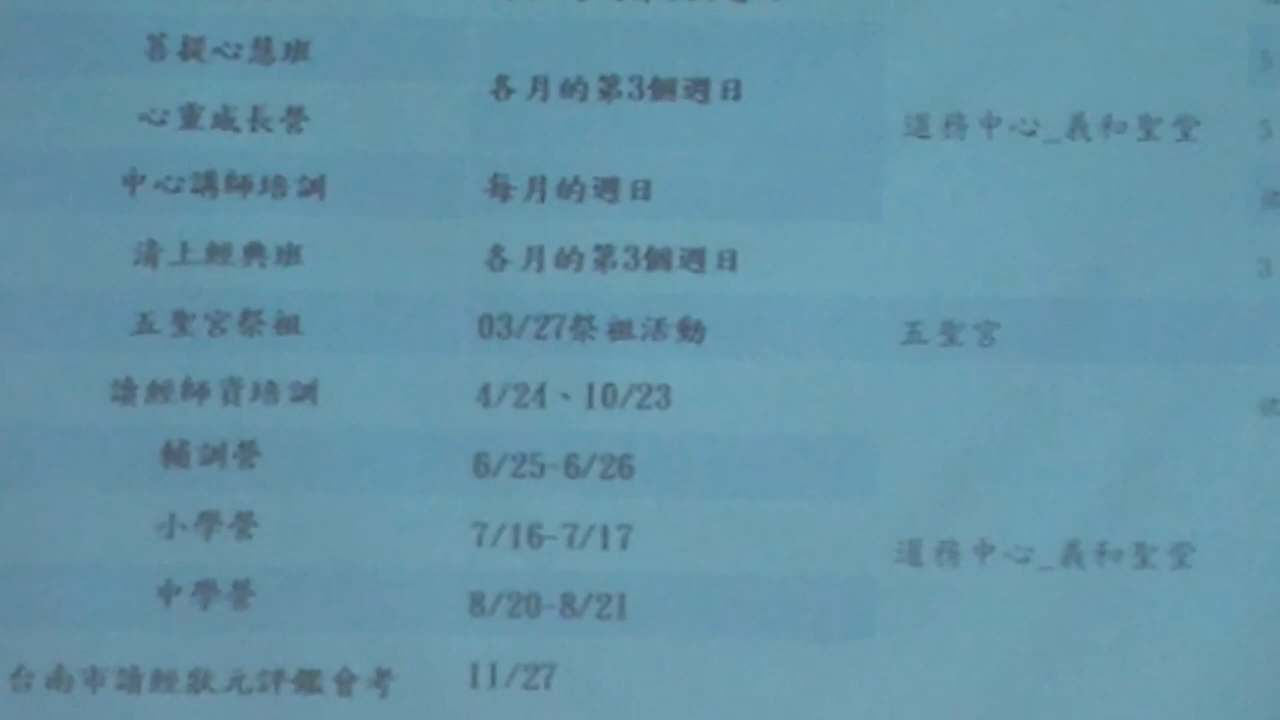 菩提心慧班
各月的第3個週日
心靈成長營
道務中心_義和聖堂
中心講師培訓
每月的週日
清上經典班
各月的第3個週日
五聖宮祭祖
03/27祭祖活動
五聖宮
讀經師資培訓
4/24、10/23
輔訓營
6/25-6/26
小學營
7/16-7/17
道務中心_義和聖堂
中學營
8/20-8/21
台南市讀經狀元評鑑會考
11/27